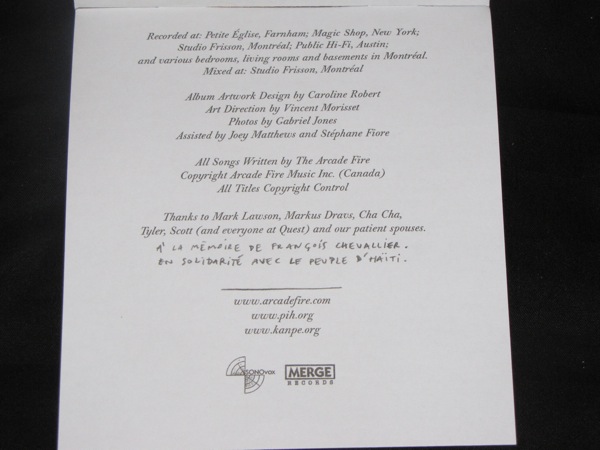 Recorded at: Petite Église, Farnham; Magic Shop, New York;
Studio Frisson, Montréal; Public Hi-Fi, Austin;
and various bedrooms, living rooms and basements in Montréal.
Mixed at: Studio Frisson, Montréal
Album Artwork Design by Caroline Robert
Art Direction by Vincent Morisset
Photos by Gabriel Jones
Assisted by Joey Matthews and Stéphane Fiore
All Songs Written by The Arcade Fire
Copyright Arcade Fire Music Inc. (Canada)
All Titles Copyright Control
Thanks to Mark Lawson, Markus Dravs, Cha Cha,
Tyler, Scott (and everyone at Quest) and our patient spouses.
À LA MÉMOIRE DE FRANÇOIS CHEVALLIER.
EN SOLIDARITÉ AVEC LE PEUPLE D'HAÏTI.
www.arcadefire.com
www.pih.org
www.kanpe.org
SONOvox
MERGE
RECORDS